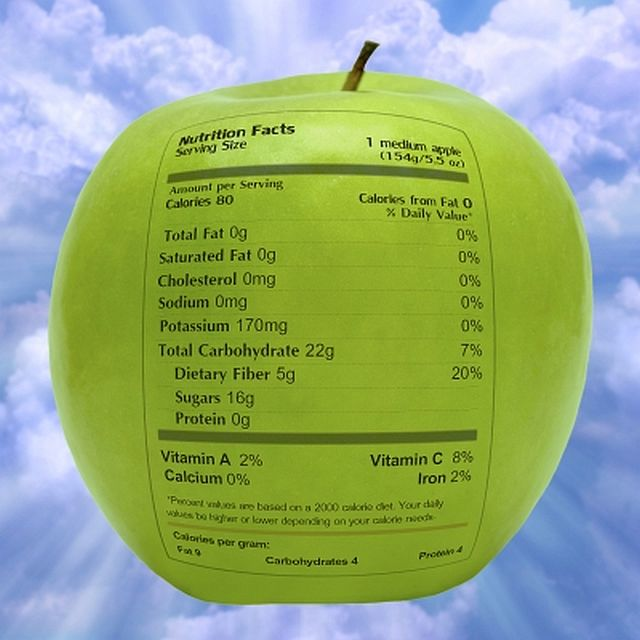 Nutrition Facts
Serving Size 1 medium apple
(154g/5.5 oz)
Amount per Serving
Calories 80 Calories from Fat 0
% Daily Value*
Total Fat 0g 0%
Saturated Fat 0g 0%
Cholesterol 0mg 0%
Sodium 0mg 0%
Potassium 170mg 0%
Total Carbohydrate 22g 7%
Dietary Fiber 5g 20%
Sugars 16g
Protein 0g
Vitamin A 2% Vitamin C 8%
Calcium 0% Iron 2%
*Percent values are based on a 2000 calorie diet. Your daily
values be higher or lower depending on your calorie needs.
Calories per gram:
Fat 9 Carbohydrates 4 Protein 4